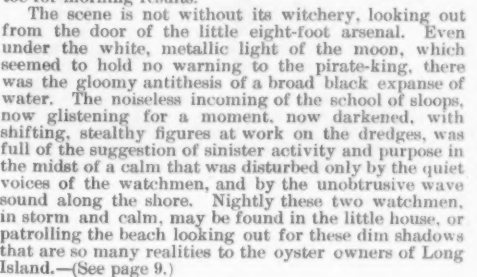 The scene is not without its witchery, looking out
from the door of the little eight-foot arsenal. Even
under the white, metallic light of the moon, which
seemed to hold no warning to the pirate-king, there
was the gloomy antithesis of a broad black expanse of
water. The noiseless incoming of the school of sloops,
now glistening for a moment, now darkened, with
shifting, stealthy figures at work on the dredges, was
full of the suggestion of sinister activity and purpose in
the midst of a calm that was disturbed only by the quiet
voices of the watchmen, and by the unobtrusive wave
sound along the shore. Nightly these two watchmen,
in storm and calm, may be found in the little house, or
patrolling the beach looking out for these dim shadows
that are so many realities to the oyster owners of Long
Island.—(See page 9.)